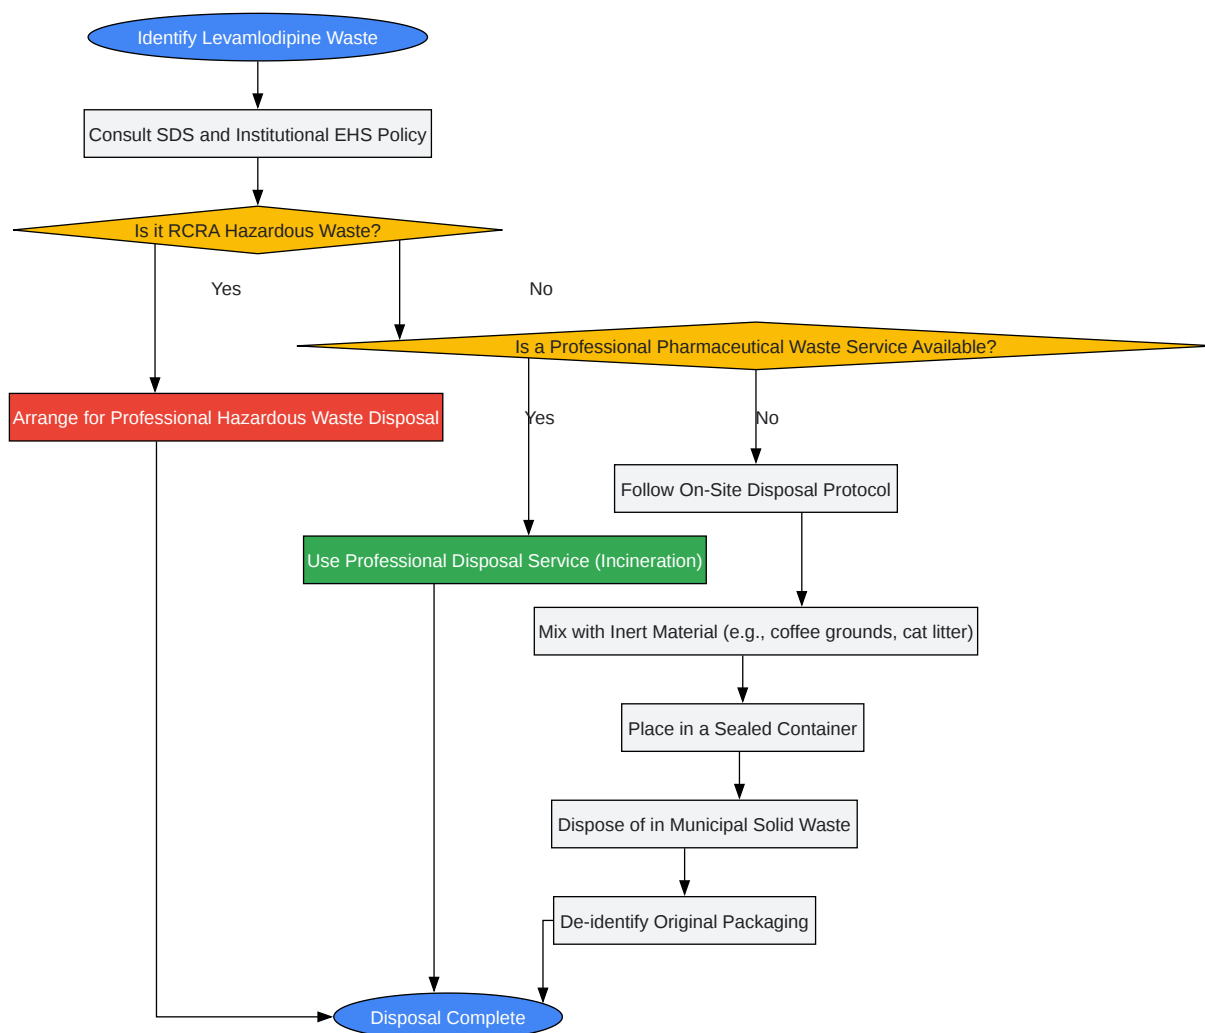 Identify Levamlodipine Waste
Consult SDS and Institutional EHS Policy
Is it RCRA Hazardous Waste?
Yes
No
Is a Professional Pharmaceutical Waste Service Available?
Arrange for Professional Hazardous Waste Disposal
Yes
No
Follow On-Site Disposal Protocol
Use Professional Disposal Service (Incineration)
Mix with Inert Material (e.g., coffee grounds, cat litter)
Place in a Sealed Container
Dispose of in Municipal Solid Waste
De-identify Original Packaging
Disposal Complete